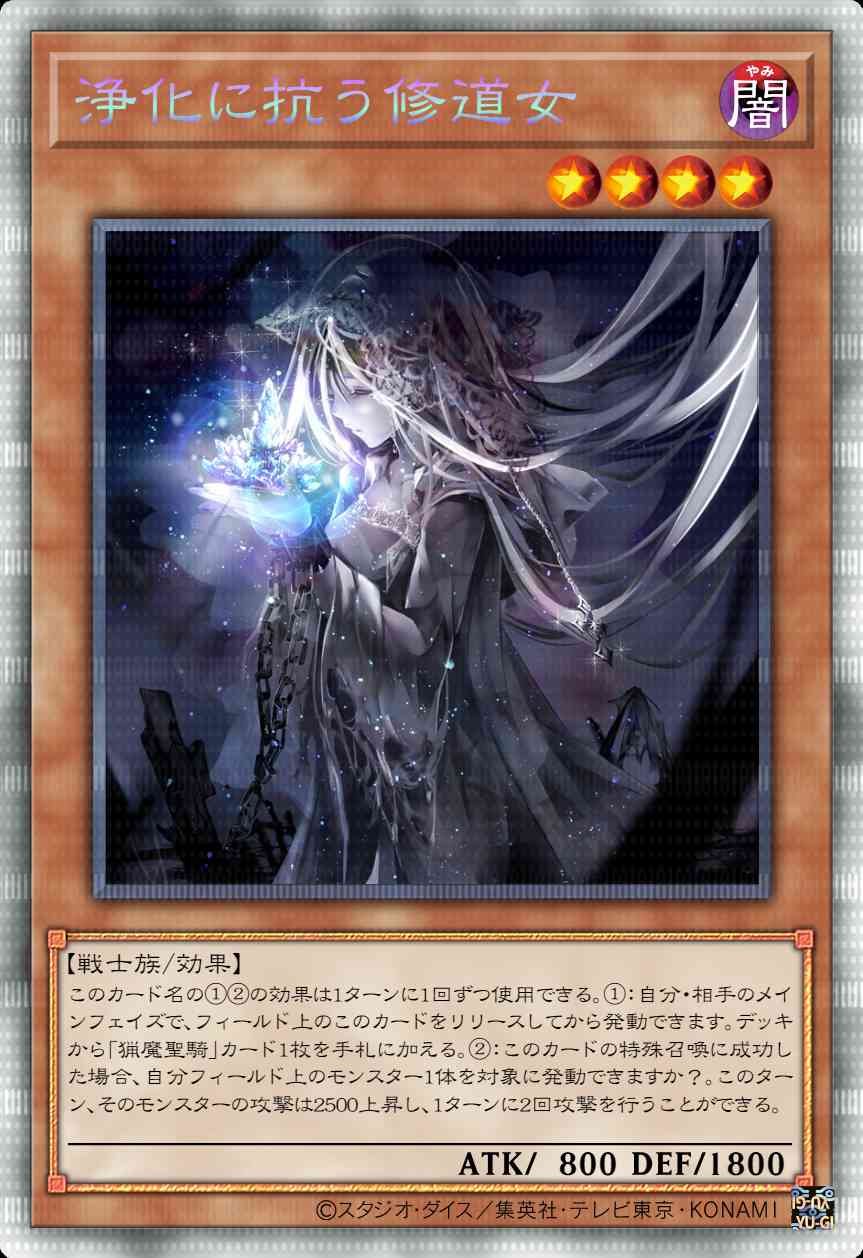 浄化に抗う修道女
やみ
闇
【戦士族/効果】
このカード名の①②の効果は1ターンに1回ずつ使用できる。①：自分・相手のメイ
ンフェイズで、フィールド上のこのカードをリリースしてから発動できます。デッキ
から「猟魔聖騎」カード1枚を手札に加える。②：このカードの特殊召喚に成功し
た場合、自分フィールド上のモンスター1体を対象に発動できますか？。このター
ン、そのモンスターの攻撃は2500上昇し、1ターンに2回攻撃を行うことができる。
ATK/ 800 DEF/1800
©スタジオ・ダイス／集英社・テレビ東京・KONAMI